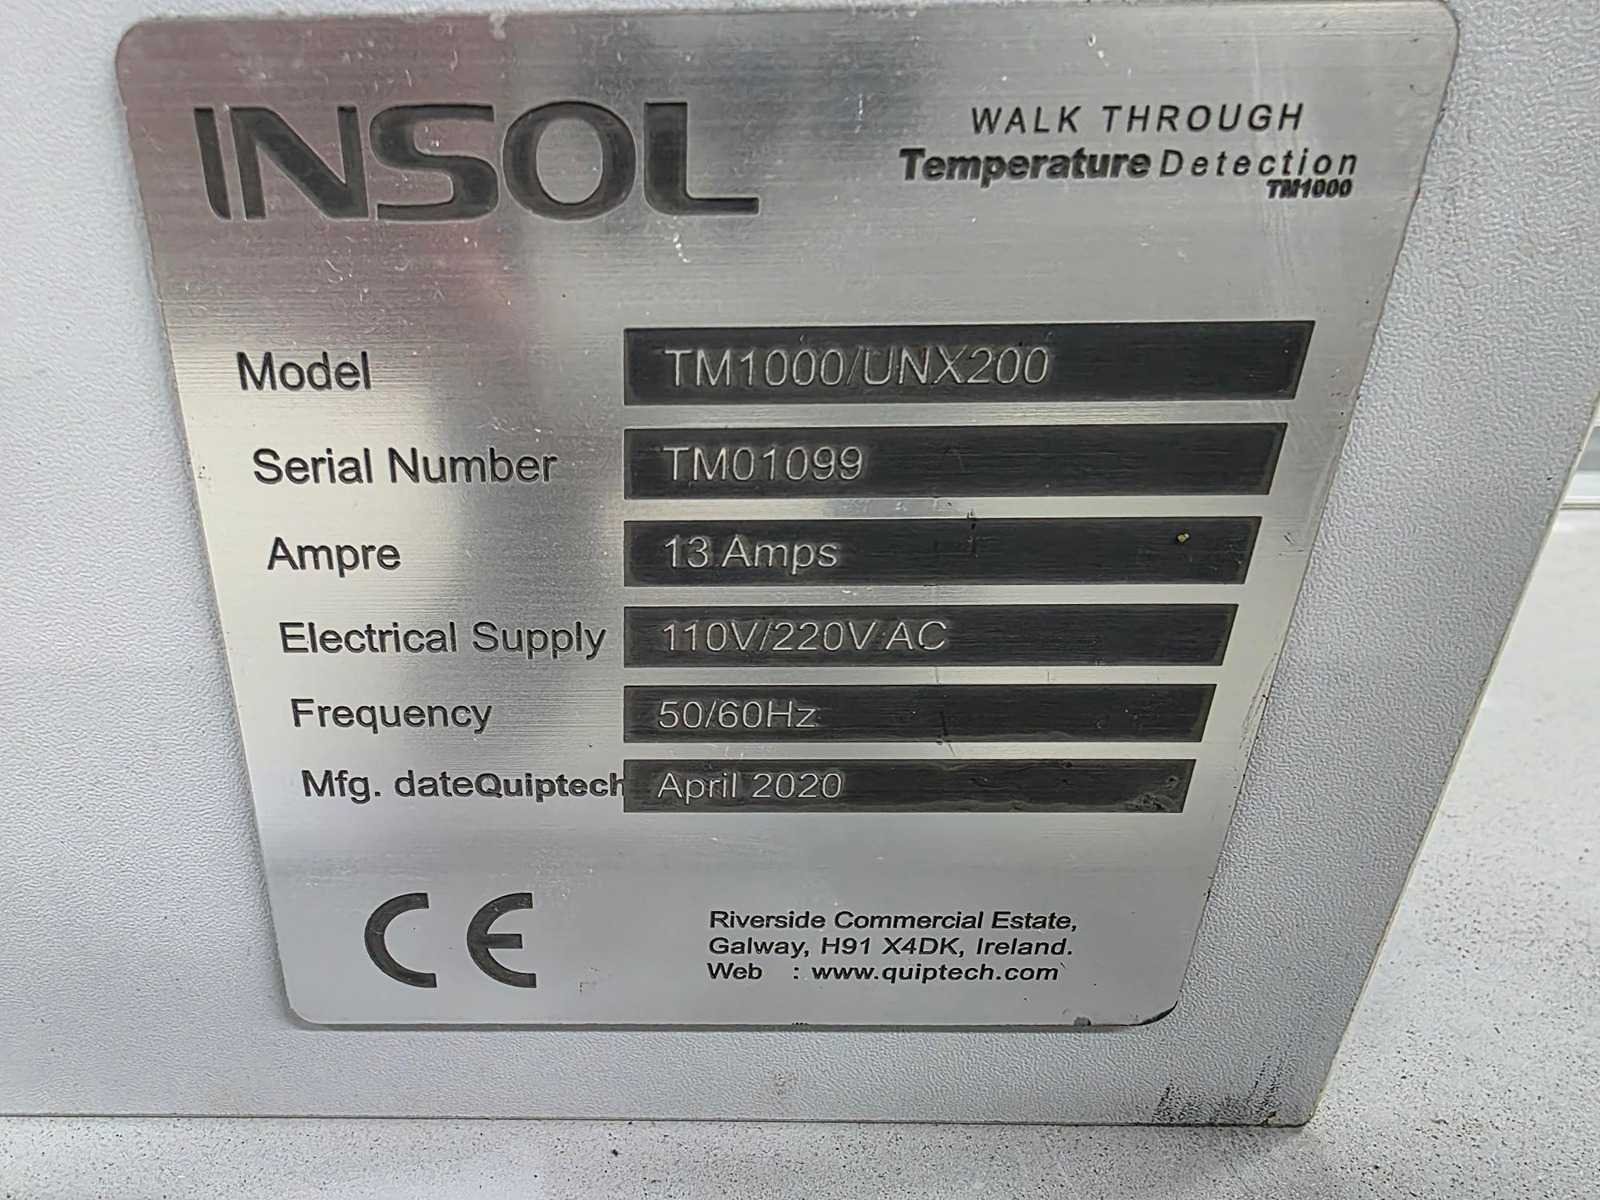 INSOL
WALK THROUGH
Temperature Detection
TM1000
Model TM1000/UNX200
Serial Number TM01099
Ampre 13 Amps
Electrical Supply 110V/220V AC
Frequency 50/60Hz
Mfg. dateQuiptech April 2020
CE
Riverside Commercial Estate,
Galway, H91 X4DK, Ireland.
Web : www.quiptech.com